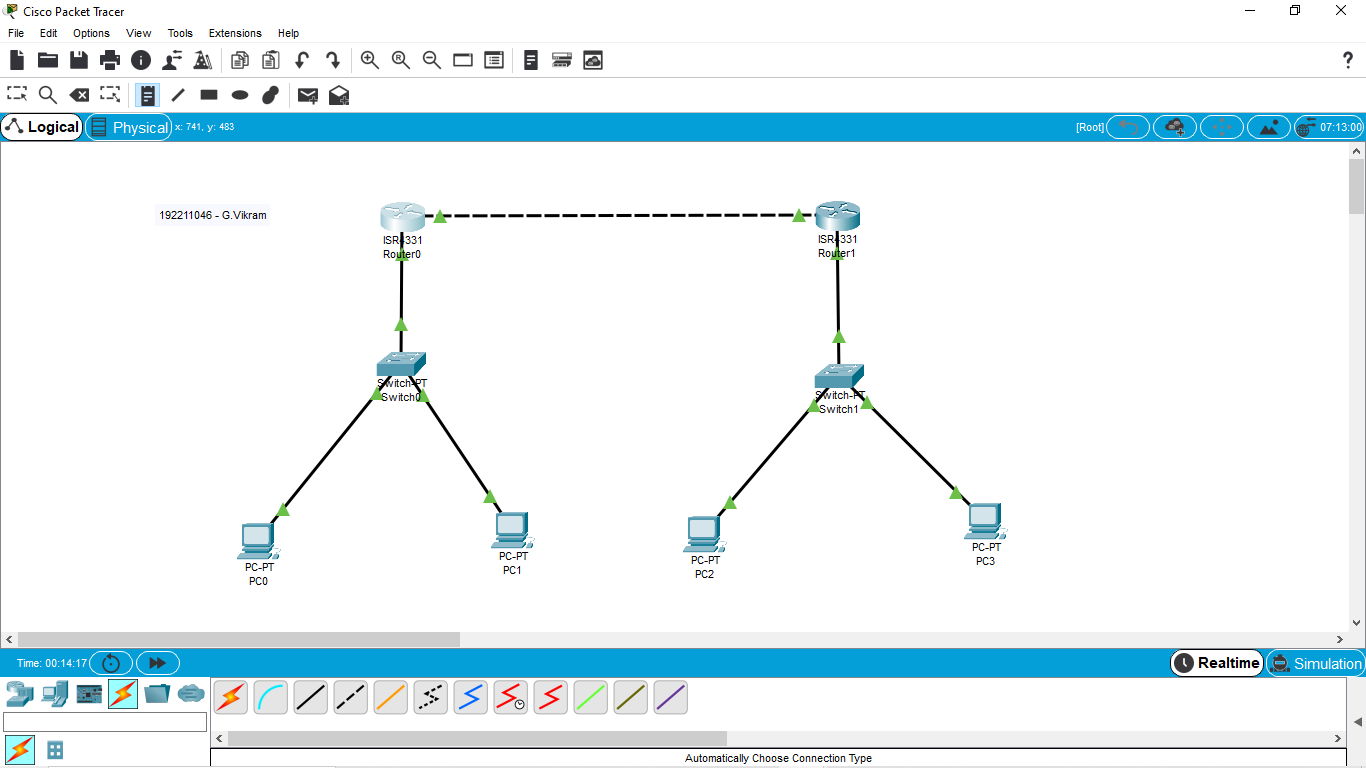 Cisco Packet Tracer
File Edit Options View Tools Extensions Help
Logical
Physical
x: 741, y: 483
[Root]
07:13:00
192211046 - G.Vikram
ISR4331
Router0
ISR4331
Router1
Switch-PT
Switch0
Switch-PT
Switch1
PC-PT
PC0
PC-PT
PC1
PC-PT
PC2
PC-PT
PC3
Time: 00:14:17
Realtime
Simulation
Automatically Choose Connection Type